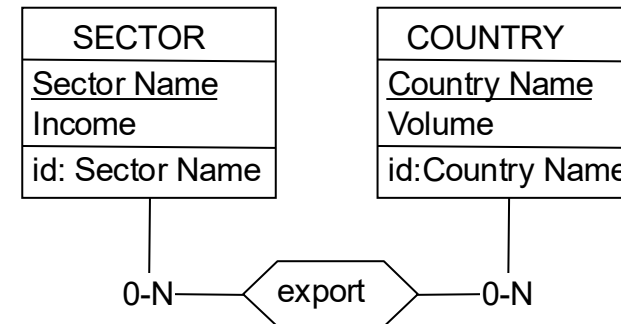 SECTOR
Sector Name
Income
id: Sector Name
COUNTRY
Country Name
Volume
id:Country Name
0-N
export
0-N